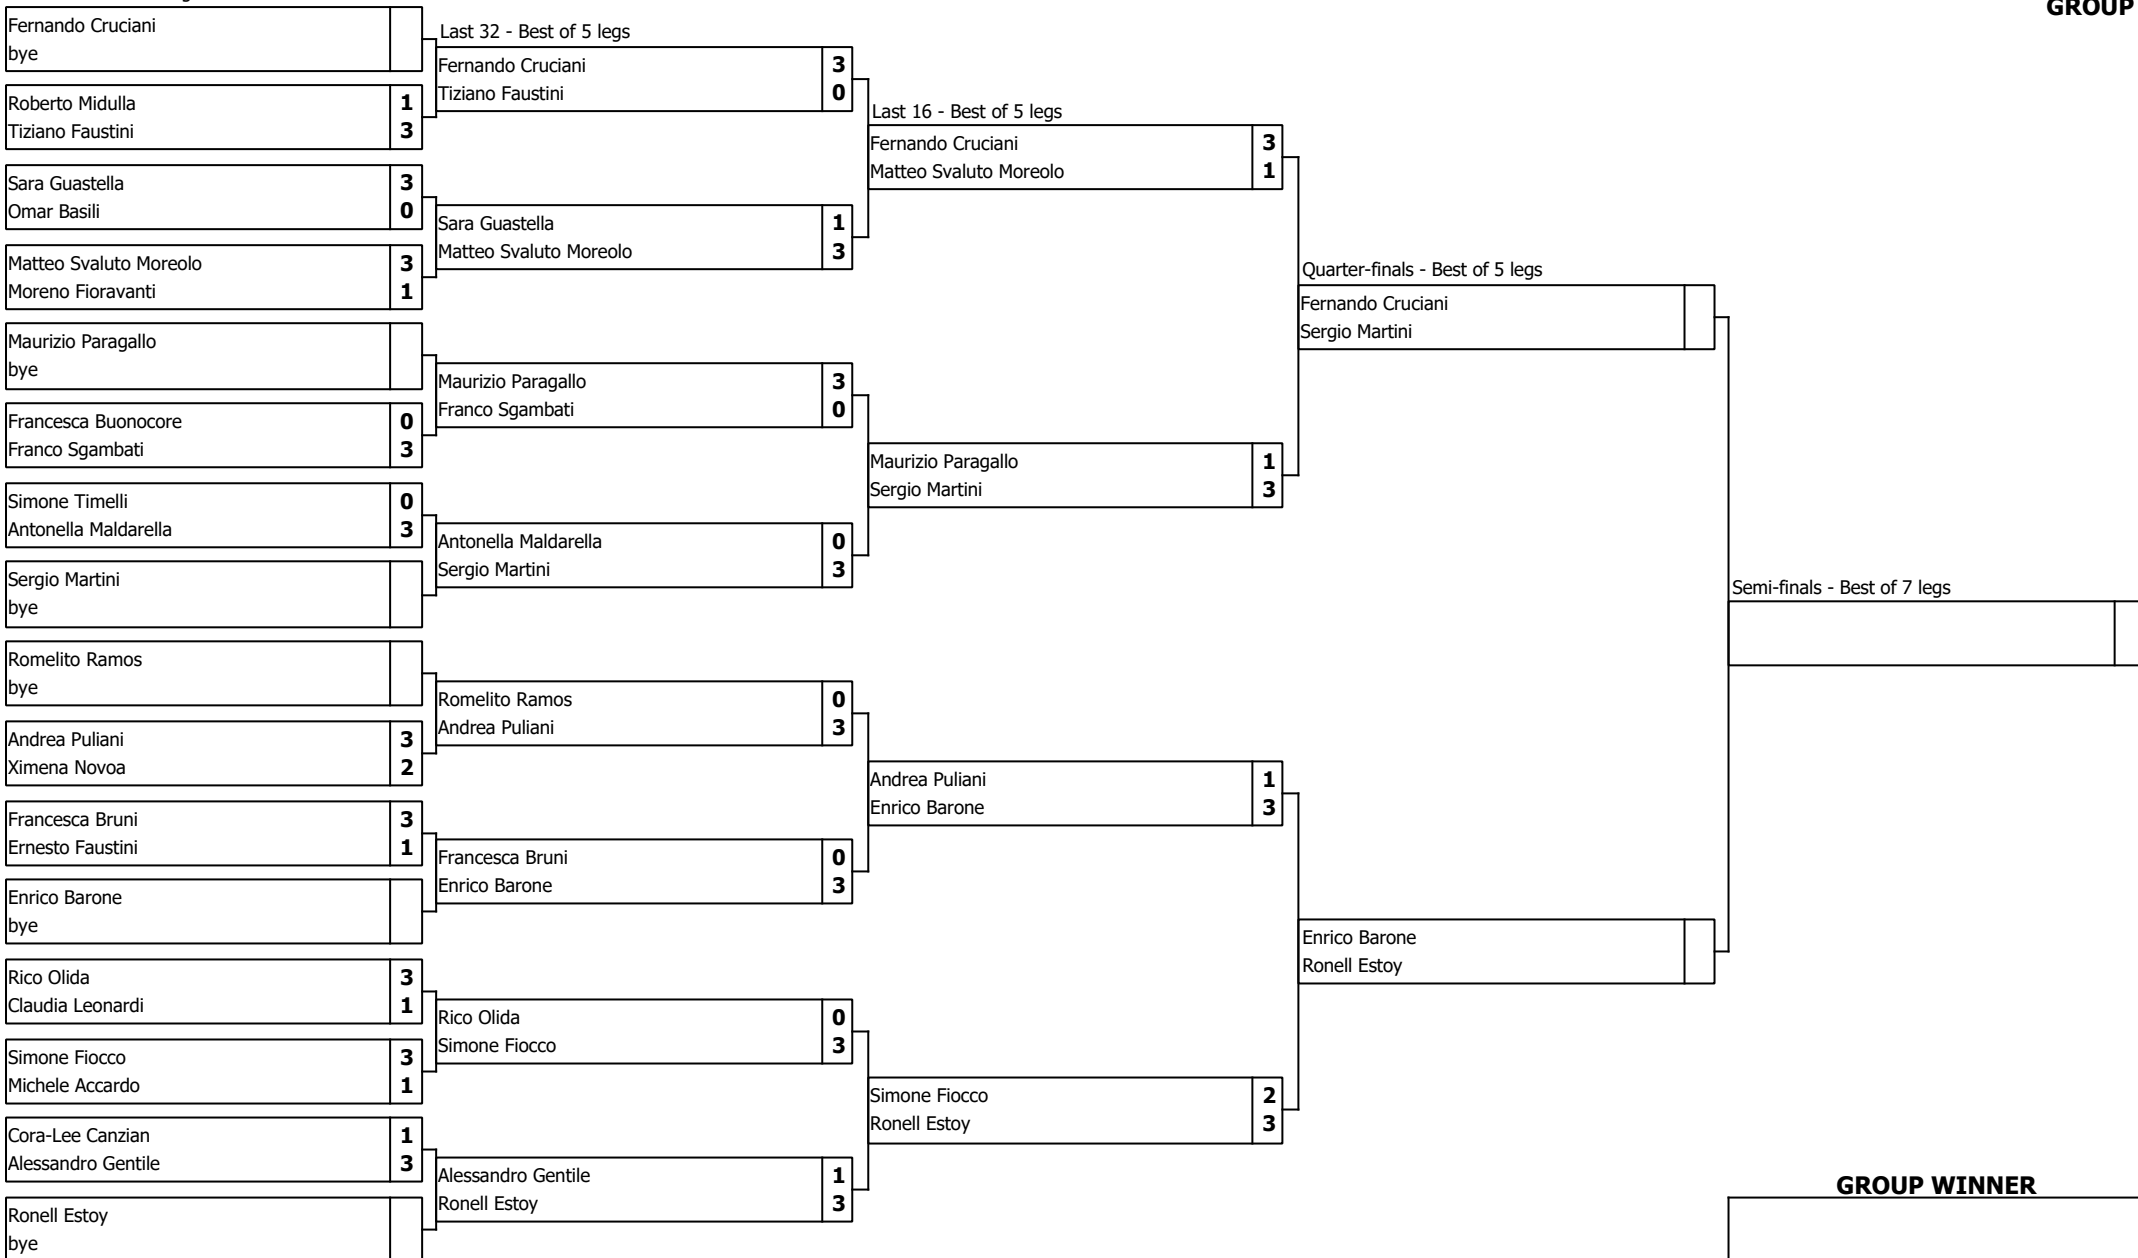 GROUP
Fernando Cruciani
bye
Roberto Midulla 1
Tiziano Faustini 3
Sara Guastella 3
Omar Basili 0
Matteo Svaluto Moreolo 3
Moreno Fioravanti 1
Maurizio Paragallo
bye
Francesca Buonocore 0
Franco Sgambati 3
Simone Timelli 0
Antonella Maldarella 3
Sergio Martini
bye
Romelito Ramos
bye
Andrea Puliani 3
Ximena Novoa 2
Francesca Bruni 3
Ernesto Faustini 1
Enrico Barone
bye
Rico Olida 3
Claudia Leonardi 1
Simone Fiocco 3
Michele Accardo 1
Cora-Lee Canzian 1
Alessandro Gentile 3
Ronell Estoy
bye
Last 32 - Best of 5 legs
Fernando Cruciani 3
Tiziano Faustini 0
Sara Guastella 1
Matteo Svaluto Moreolo 3
Maurizio Paragallo 3
Franco Sgambati 0
Antonella Maldarella 0
Sergio Martini 3
Romelito Ramos 0
Andrea Puliani 3
Francesca Bruni 0
Enrico Barone 3
Rico Olida 0
Simone Fiocco 3
Alessandro Gentile 1
Ronell Estoy 3
Last 16 - Best of 5 legs
Fernando Cruciani 3
Matteo Svaluto Moreolo 1
Maurizio Paragallo 1
Sergio Martini 3
Andrea Puliani 1
Enrico Barone 3
Simone Fiocco 2
Ronell Estoy 3
Quarter-finals - Best of 5 legs
Fernando Cruciani
Sergio Martini
Enrico Barone
Ronell Estoy
Semi-finals - Best of 7 legs
GROUP WINNER